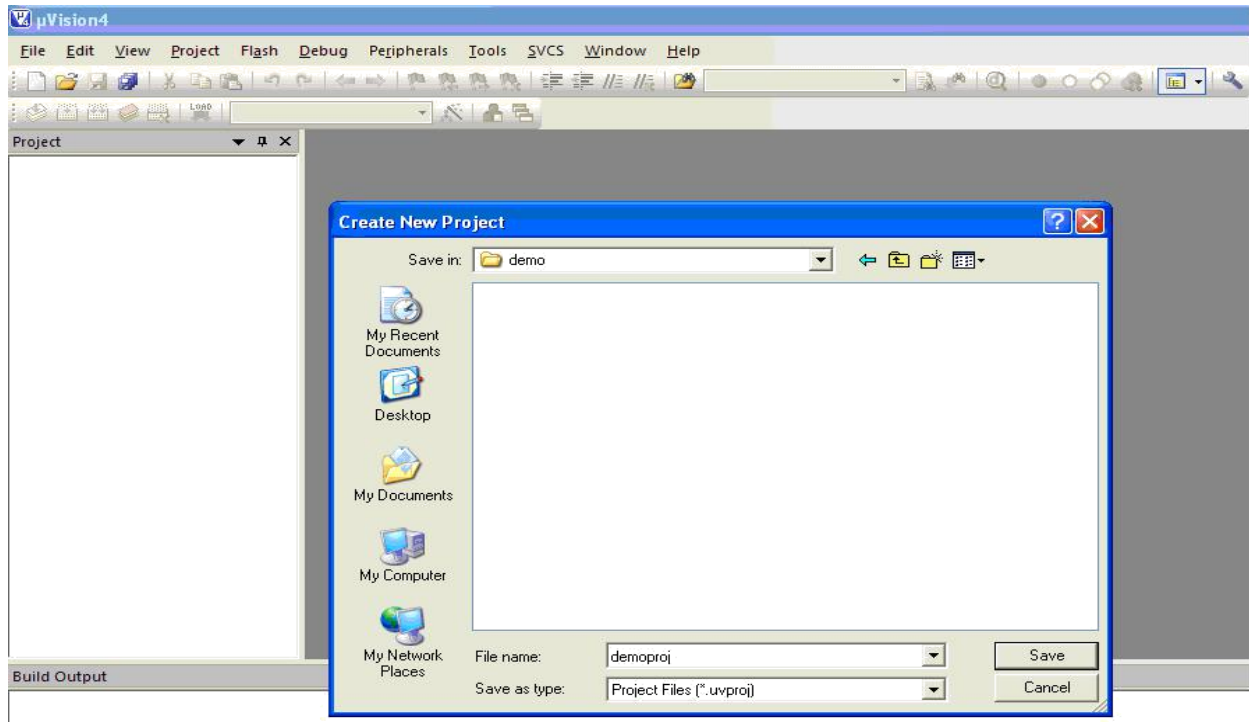 µVision4
File Edit View Project Flash Debug Peripherals Tools SVCS Window Help
LOAD
Project
Create New Project
Save in: demo
My Recent
Documents
Desktop
My Documents
My Computer
My Network
Places
File name: demoproj Save
Save as type: Project Files (*.uvproj) Cancel
Build Output